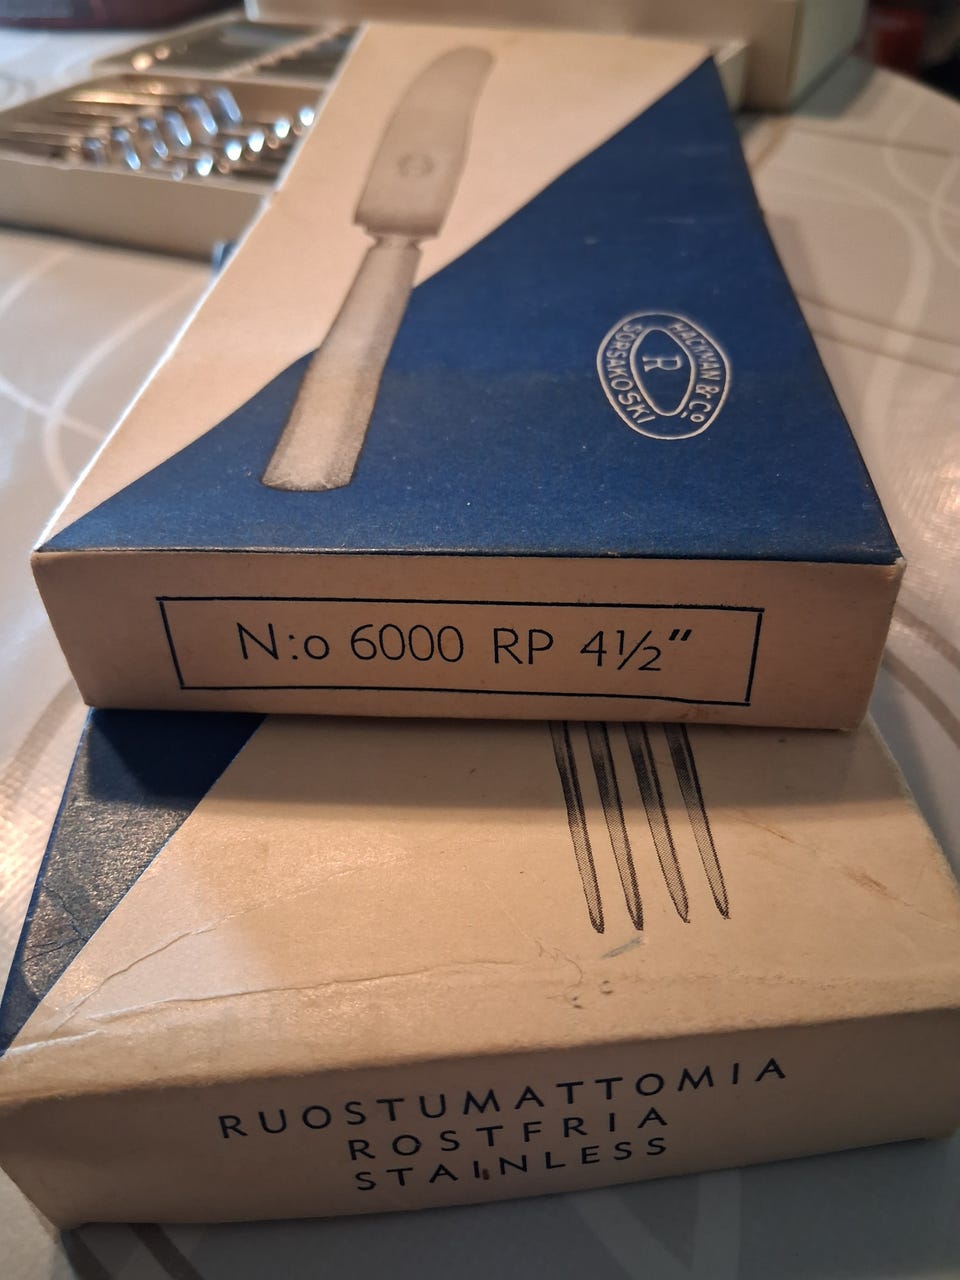 HACKMAN & Co.
R
SORSAKOSKI
N:o 6000 RP 4½"
RUOSTUMATTOMIA
ROSTFRIA
STAINLESS